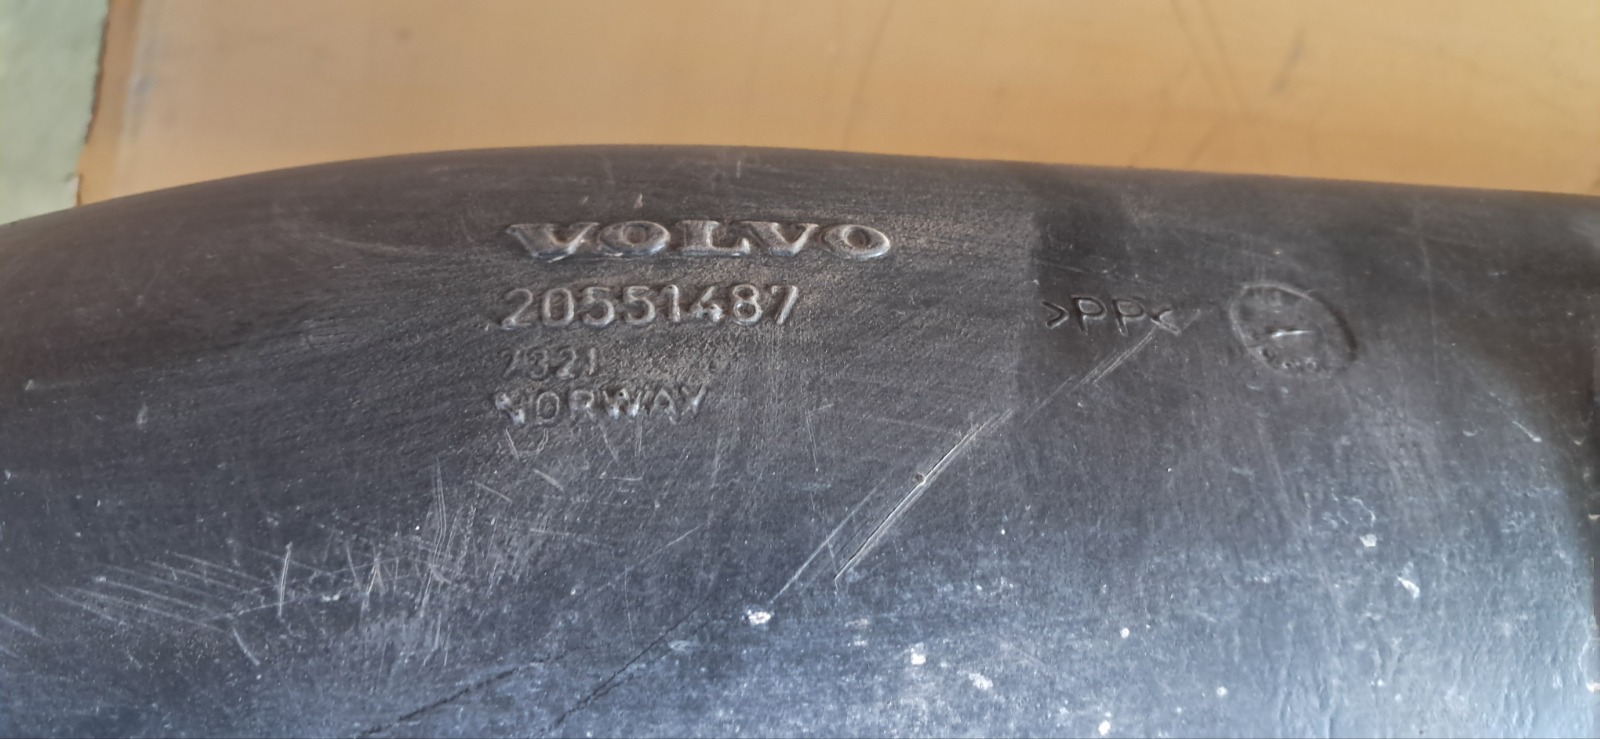 VOLVO
20551487
2321
NORWAY
>PP<